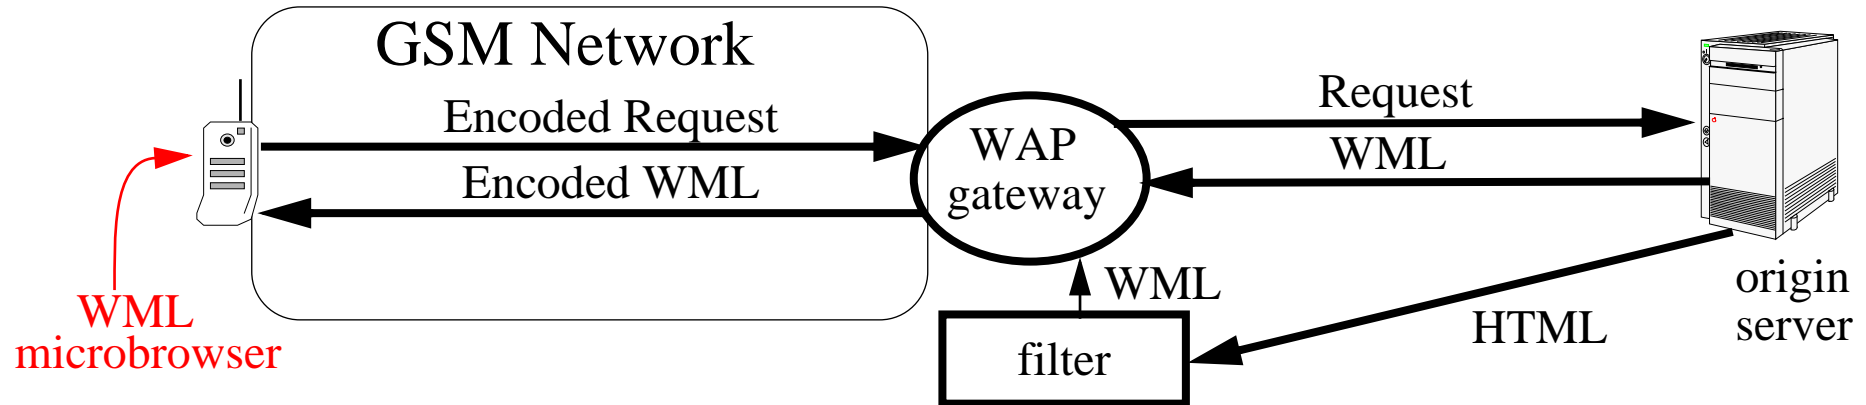 GSM Network
Encoded Request
Encoded WML
WAP
gateway
Request
WML
WML
HTML
filter
origin
server
WML
microbrowser